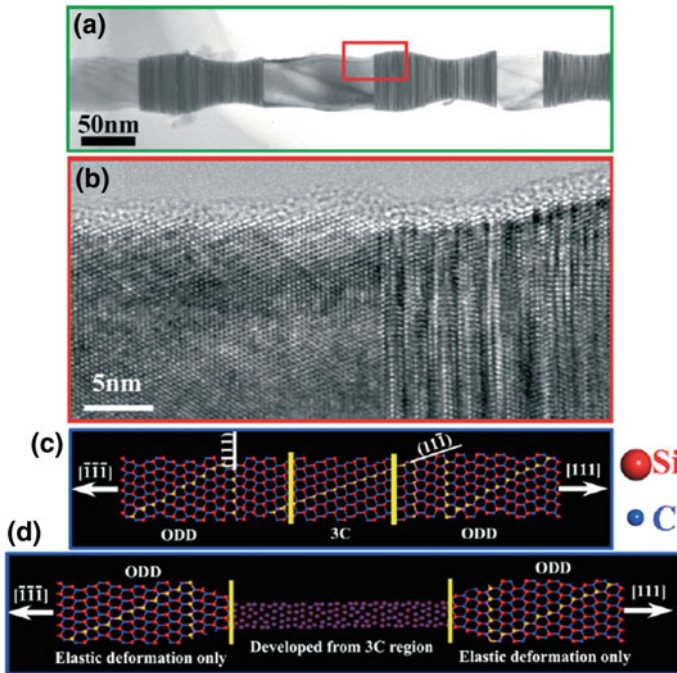 (a)
50nm
(b)
5nm
(c)
[1̄1̄1̄]
(111)
(111̄)
[111]
ODD
3C
ODD
Si
C
(d)
ODD
ODD
[1̄1̄1̄]
[111]
Elastic deformation only
Developed from 3C region
Elastic deformation only